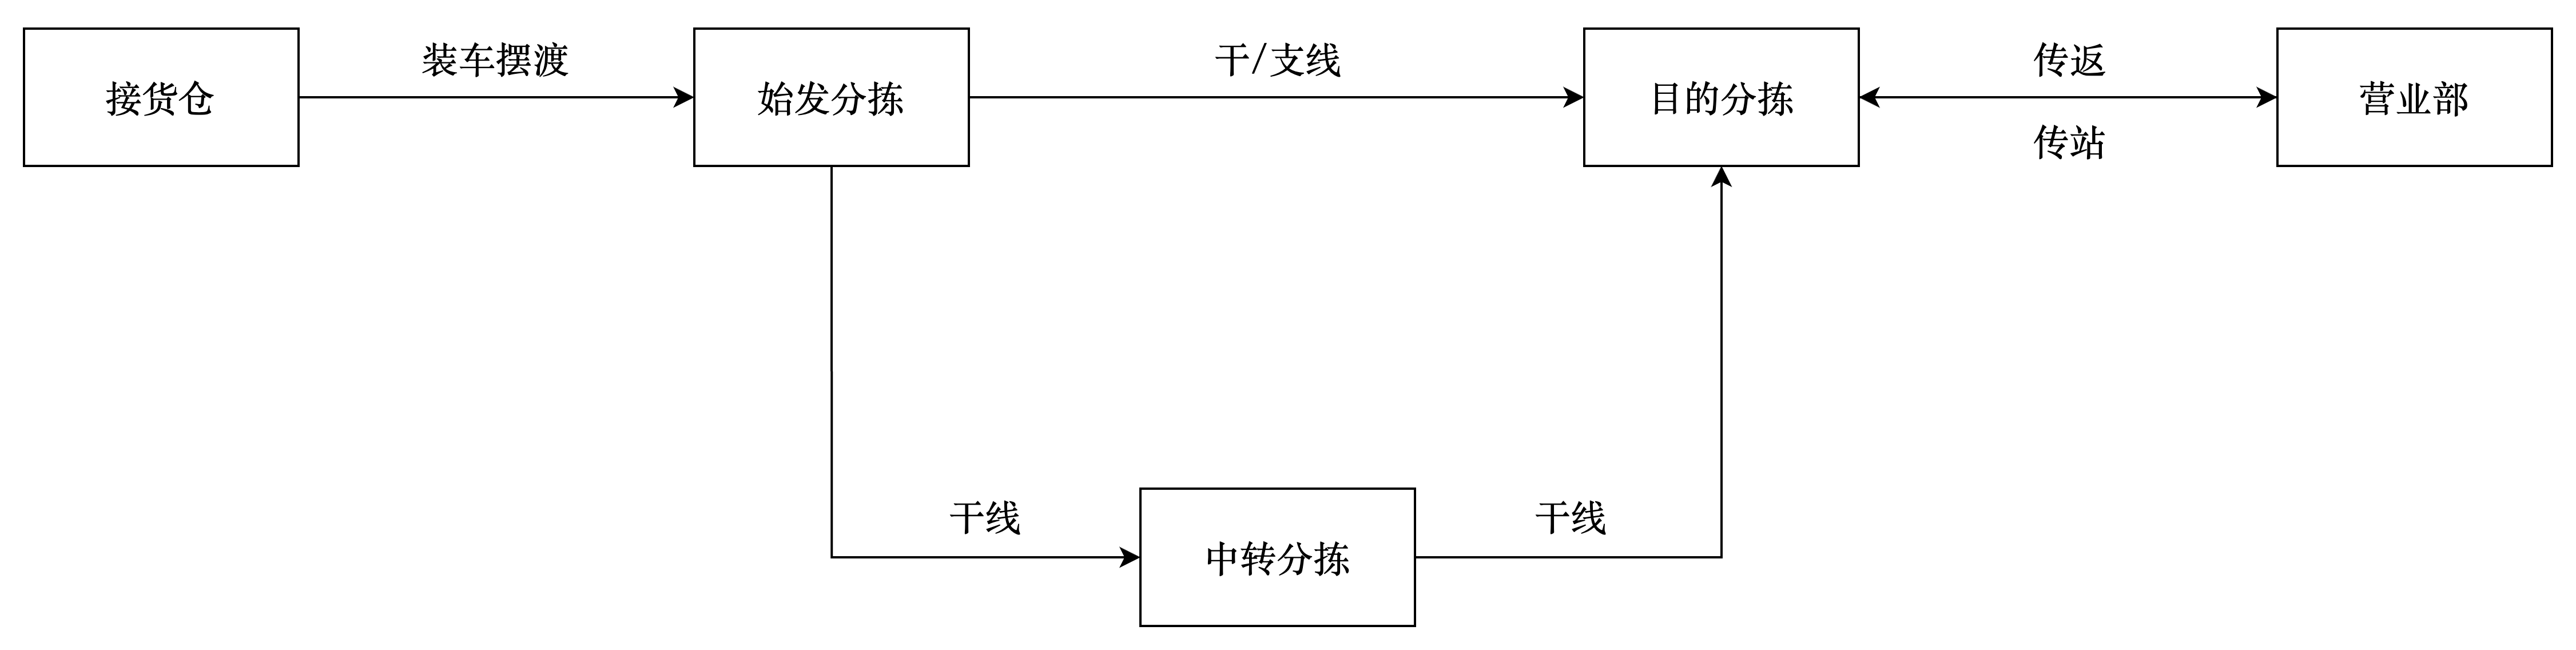 装车摆渡
干/支线
传返
接货仓
始发分拣
目的分拣
营业部
传站
干线
干线
中转分拣